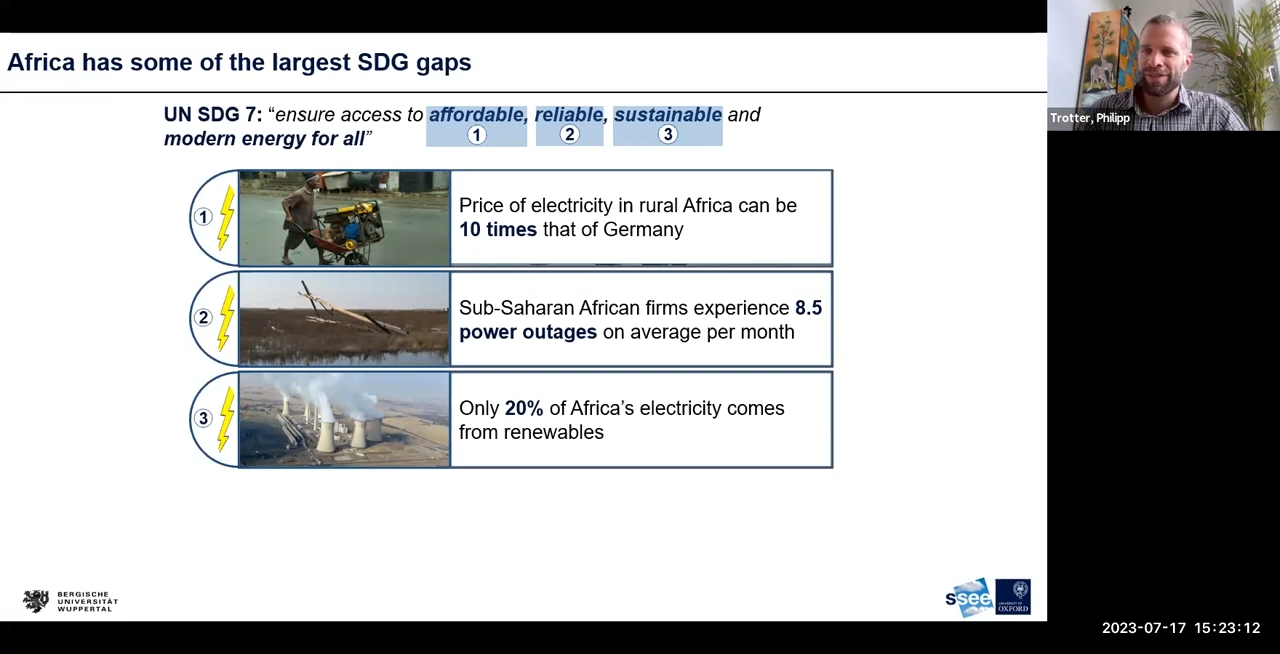 Africa has some of the largest SDG gaps
UN SDG 7: “ensure access to affordable, reliable, sustainable and
1 2 3
modern energy for all”
1
Price of electricity in rural Africa can be
10 times that of Germany
2
Sub-Saharan African firms experience 8.5
power outages on average per month
3
Only 20% of Africa’s electricity comes
from renewables
BERGISCHE
UNIVERSITÄT
WUPPERTAL
ssee
UNIVERSITY OF
OXFORD
Trotter, Philipp
2023-07-17 15:23:12